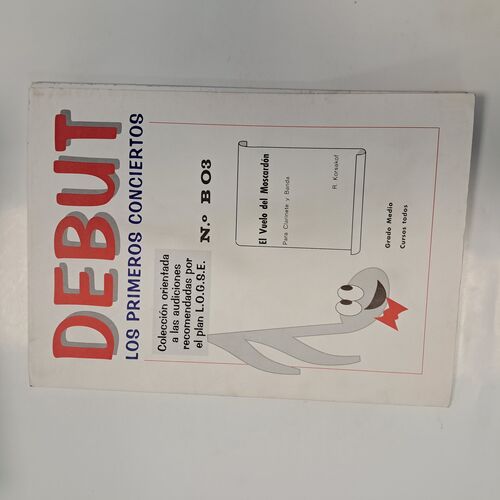 DEBUT
LOS PRIMEROS CONCIERTOS
Colección orientada
a las audiciones
recomendadas por
el plan L.O.G.S.E.
N.º B 03
El Vuelo del Moscardón
Para Clarinete y Banda
R. Korsakof
Grado Medio
Cursos todos